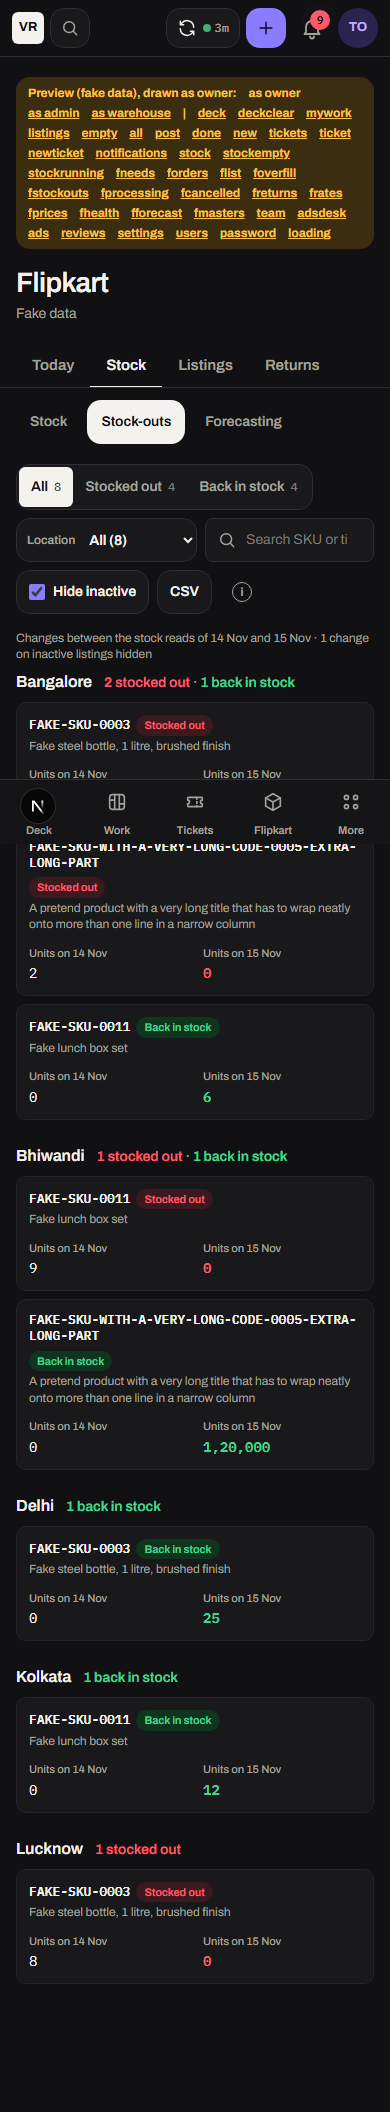 VR
3m
9
TO
Preview (fake data), drawn as owner: as owner
as admin as warehouse | deck deckclear mywork
listings empty all post done new tickets ticket
newticket notifications stock stockempty
stockrunning fneeds forders flist foverfill
fstockouts fprocessing fcancelled freturns frates
fprices fhealth fforecast fmasters team adsdesk
ads reviews settings users password loading
Flipkart
Fake data
Today Stock Listings Returns
Stock Stock-outs Forecasting
All 8 Stocked out 4 Back in stock 4
Location All (8) Search SKU or ti
Hide inactive CSV i
Changes between the stock reads of 14 Nov and 15 Nov · 1 change
on inactive listings hidden
Bangalore 2 stocked out · 1 back in stock
FAKE-SKU-0003 Stocked out
Fake steel bottle, 1 litre, brushed finish
Units on 14 Nov Units on 15 Nov
N
Deck Work Tickets Flipkart More
FAKE-SKU-WITH-A-VERY-LONG-CODE-0005-EXTRA-
LONG-PART
Stocked out
A pretend product with a very long title that has to wrap neatly
onto more than one line in a narrow column
Units on 14 Nov Units on 15 Nov
2 0
FAKE-SKU-0011 Back in stock
Fake lunch box set
Units on 14 Nov Units on 15 Nov
0 6
Bhiwandi 1 stocked out · 1 back in stock
FAKE-SKU-0011 Stocked out
Fake lunch box set
Units on 14 Nov Units on 15 Nov
9 0
FAKE-SKU-WITH-A-VERY-LONG-CODE-0005-EXTRA-
LONG-PART
Back in stock
A pretend product with a very long title that has to wrap neatly
onto more than one line in a narrow column
Units on 14 Nov Units on 15 Nov
0 1,20,000
Delhi 1 back in stock
FAKE-SKU-0003 Back in stock
Fake steel bottle, 1 litre, brushed finish
Units on 14 Nov Units on 15 Nov
0 25
Kolkata 1 back in stock
FAKE-SKU-0011 Back in stock
Fake lunch box set
Units on 14 Nov Units on 15 Nov
0 12
Lucknow 1 stocked out
FAKE-SKU-0003 Stocked out
Fake steel bottle, 1 litre, brushed finish
Units on 14 Nov Units on 15 Nov
8 0